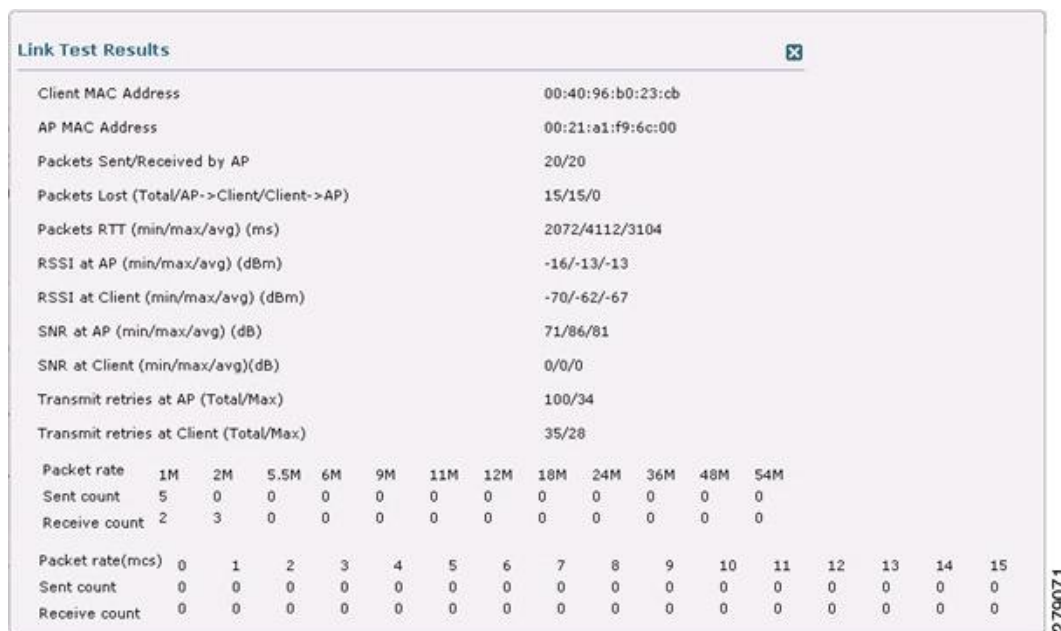 Link Test Results
Client MAC Address 00:40:96:b0:23:cb
AP MAC Address 00:21:a1:f9:6c:00
Packets Sent/Received by AP 20/20
Packets Lost (Total/AP->Client/Client->AP) 15/15/0
Packets RTT (min/max/avg) (ms) 2072/4112/3104
RSSI at AP (min/max/avg) (dBm) -16/-13/-13
RSSI at Client (min/max/avg) (dBm) -70/-62/-67
SNR at AP (min/max/avg) (dB) 71/86/81
SNR at Client (min/max/avg)(dB) 0/0/0
Transmit retries at AP (Total/Max) 100/34
Transmit retries at Client (Total/Max) 35/28
Packet rate 1M 2M 5.5M 6M 9M 11M 12M 18M 24M 36M 48M 54M
Sent count 5 0 0 0 0 0 0 0 0 0 0 0
Receive count 2 3 0 0 0 0 0 0 0 0 0 0
Packet rate(mcs) 0 1 2 3 4 5 6 7 8 9 10 11 12 13 14 15
Sent count 0 0 0 0 0 0 0 0 0 0 0 0 0 0 0 0
Receive count 0 0 0 0 0 0 0 0 0 0 0 0 0 0 0 0
279071